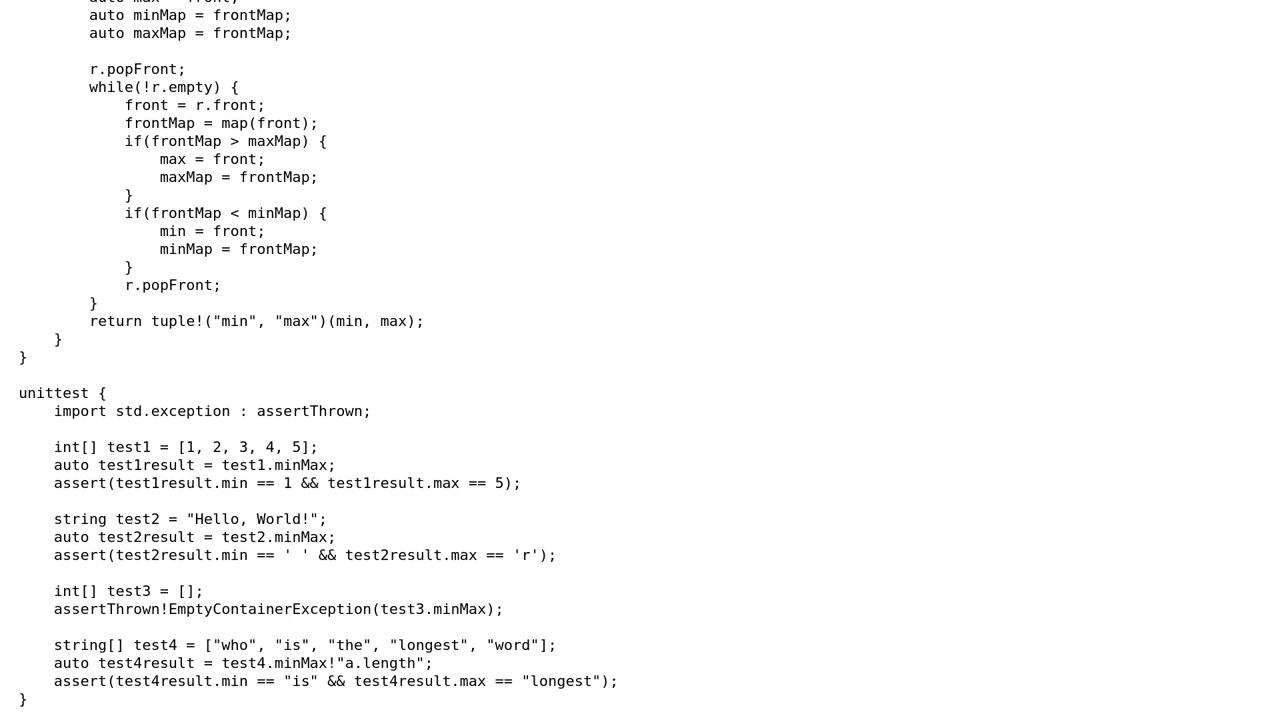 auto max = front;
auto minMap = frontMap;
auto maxMap = frontMap;

r.popFront;
while(!r.empty) {
front = r.front;
frontMap = map(front);
if(frontMap > maxMap) {
max = front;
maxMap = frontMap;
}
if(frontMap < minMap) {
min = front;
minMap = frontMap;
}
r.popFront;
}
return tuple!("min", "max")(min, max);
}
}

unittest {
import std.exception : assertThrown;

int[] test1 = [1, 2, 3, 4, 5];
auto test1result = test1.minMax;
assert(test1result.min == 1 && test1result.max == 5);

string test2 = "Hello, World!";
auto test2result = test2.minMax;
assert(test2result.min == ' ' && test2result.max == 'r');

int[] test3 = [];
assertThrown!EmptyContainerException(test3.minMax);

string[] test4 = ["who", "is", "the", "longest", "word"];
auto test4result = test4.minMax!"a.length";
assert(test4result.min == "is" && test4result.max == "longest");
}